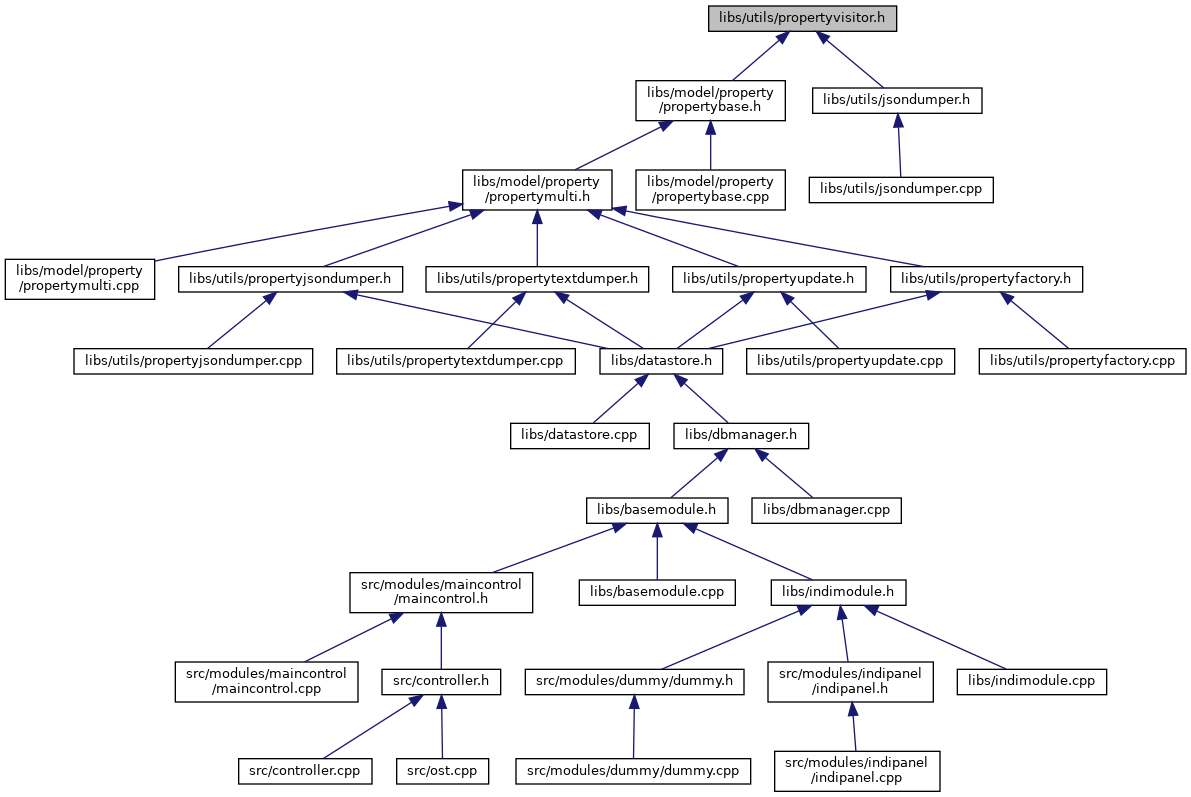 libs/utils/propertyvisitor.h
libs/model/property
/propertybase.h
libs/utils/jsondumper.h
libs/model/property
/propertymulti.h
libs/model/property
/propertybase.cpp
libs/utils/jsondumper.cpp
libs/model/property
/propertymulti.cpp
libs/utils/propertyjsondumper.h
libs/utils/propertytextdumper.h
libs/utils/propertyupdate.h
libs/utils/propertyfactory.h
libs/utils/propertyjsondumper.cpp
libs/utils/propertytextdumper.cpp
libs/datastore.h
libs/utils/propertyupdate.cpp
libs/utils/propertyfactory.cpp
libs/datastore.cpp
libs/dbmanager.h
libs/basemodule.h
libs/dbmanager.cpp
src/modules/maincontrol
/maincontrol.h
libs/basemodule.cpp
libs/indimodule.h
src/modules/maincontrol
/maincontrol.cpp
src/controller.h
src/modules/dummy/dummy.h
src/modules/indipanel
/indipanel.h
libs/indimodule.cpp
src/controller.cpp
src/ost.cpp
src/modules/dummy/dummy.cpp
src/modules/indipanel
/indipanel.cpp